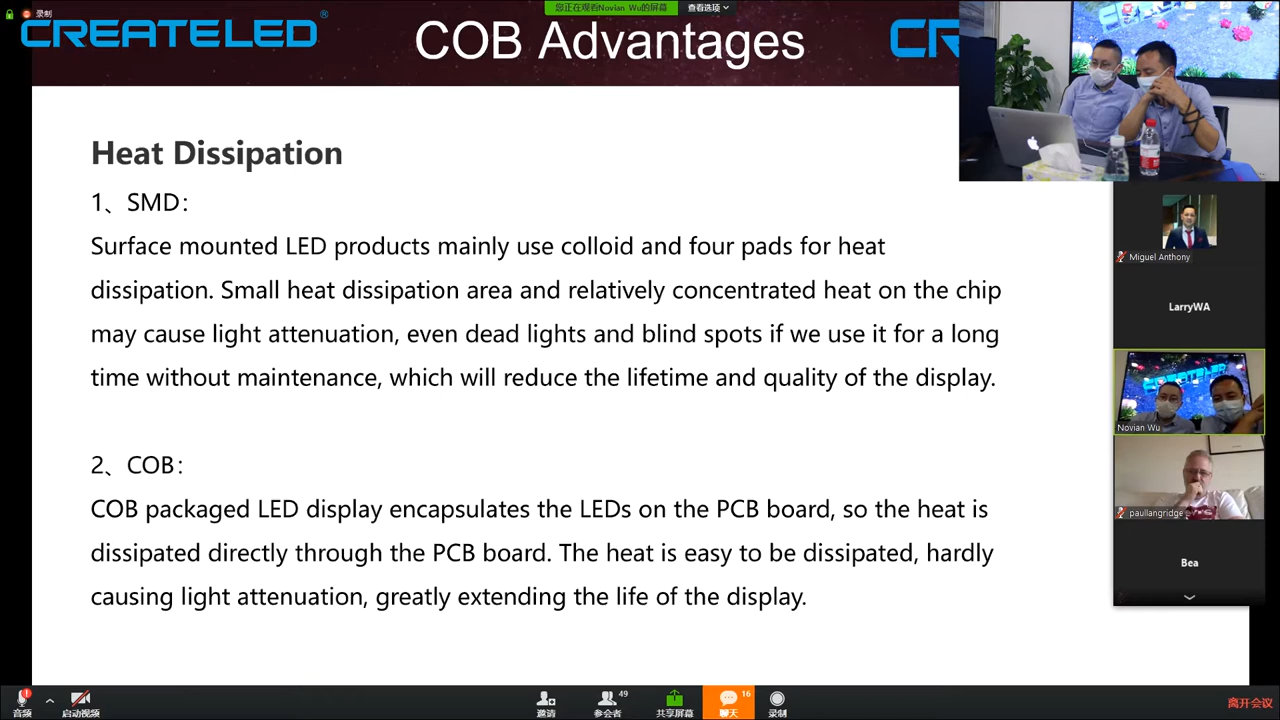 录制
您正在观看Novian Wu的屏幕
查看选项
CREATELED®
COB Advantages
CR
Heat Dissipation
1、SMD：
Surface mounted LED products mainly use colloid and four pads for heat
dissipation. Small heat dissipation area and relatively concentrated heat on the chip
may cause light attenuation, even dead lights and blind spots if we use it for a long
time without maintenance, which will reduce the lifetime and quality of the display.
2、COB：
COB packaged LED display encapsulates the LEDs on the PCB board, so the heat is
dissipated directly through the PCB board. The heat is easy to be dissipated, hardly
causing light attenuation, greatly extending the life of the display.
Miguel Anthony
LarryWA
Novian Wu
paullangridge
Bea
音频
启动视频
邀请
49
参会者
共享屏幕
16
聊天
录制
离开会议